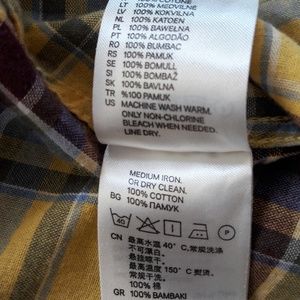 LT 100% MEDVILNĖ
LV 100% KOKVILNA
NL 100% KATOEN
PL 100% BAWEŁNA
PT 100% ALGODÃO
RO 100% BUMBAC
RS 100% PAMUK
SE 100% BOMULL
SI 100% BOMBAŽ
SK 100% BAVLNA
TR %100 PAMUK
US MACHINE WASH WARM.
ONLY NON-CHLORINE
BLEACH WHEN NEEDED.
LINE DRY.
MEDIUM IRON.
OR DRY CLEAN.
100% COTTON
BG 100% ПАМУК
40
P
CN 最高水温 40° C,常规洗涤
不可漂白.
悬挂晾干.
最高温度 150° C 熨烫.
常规干洗.
100% 棉
GR 100% ΒΑΜΒΑΚΙ